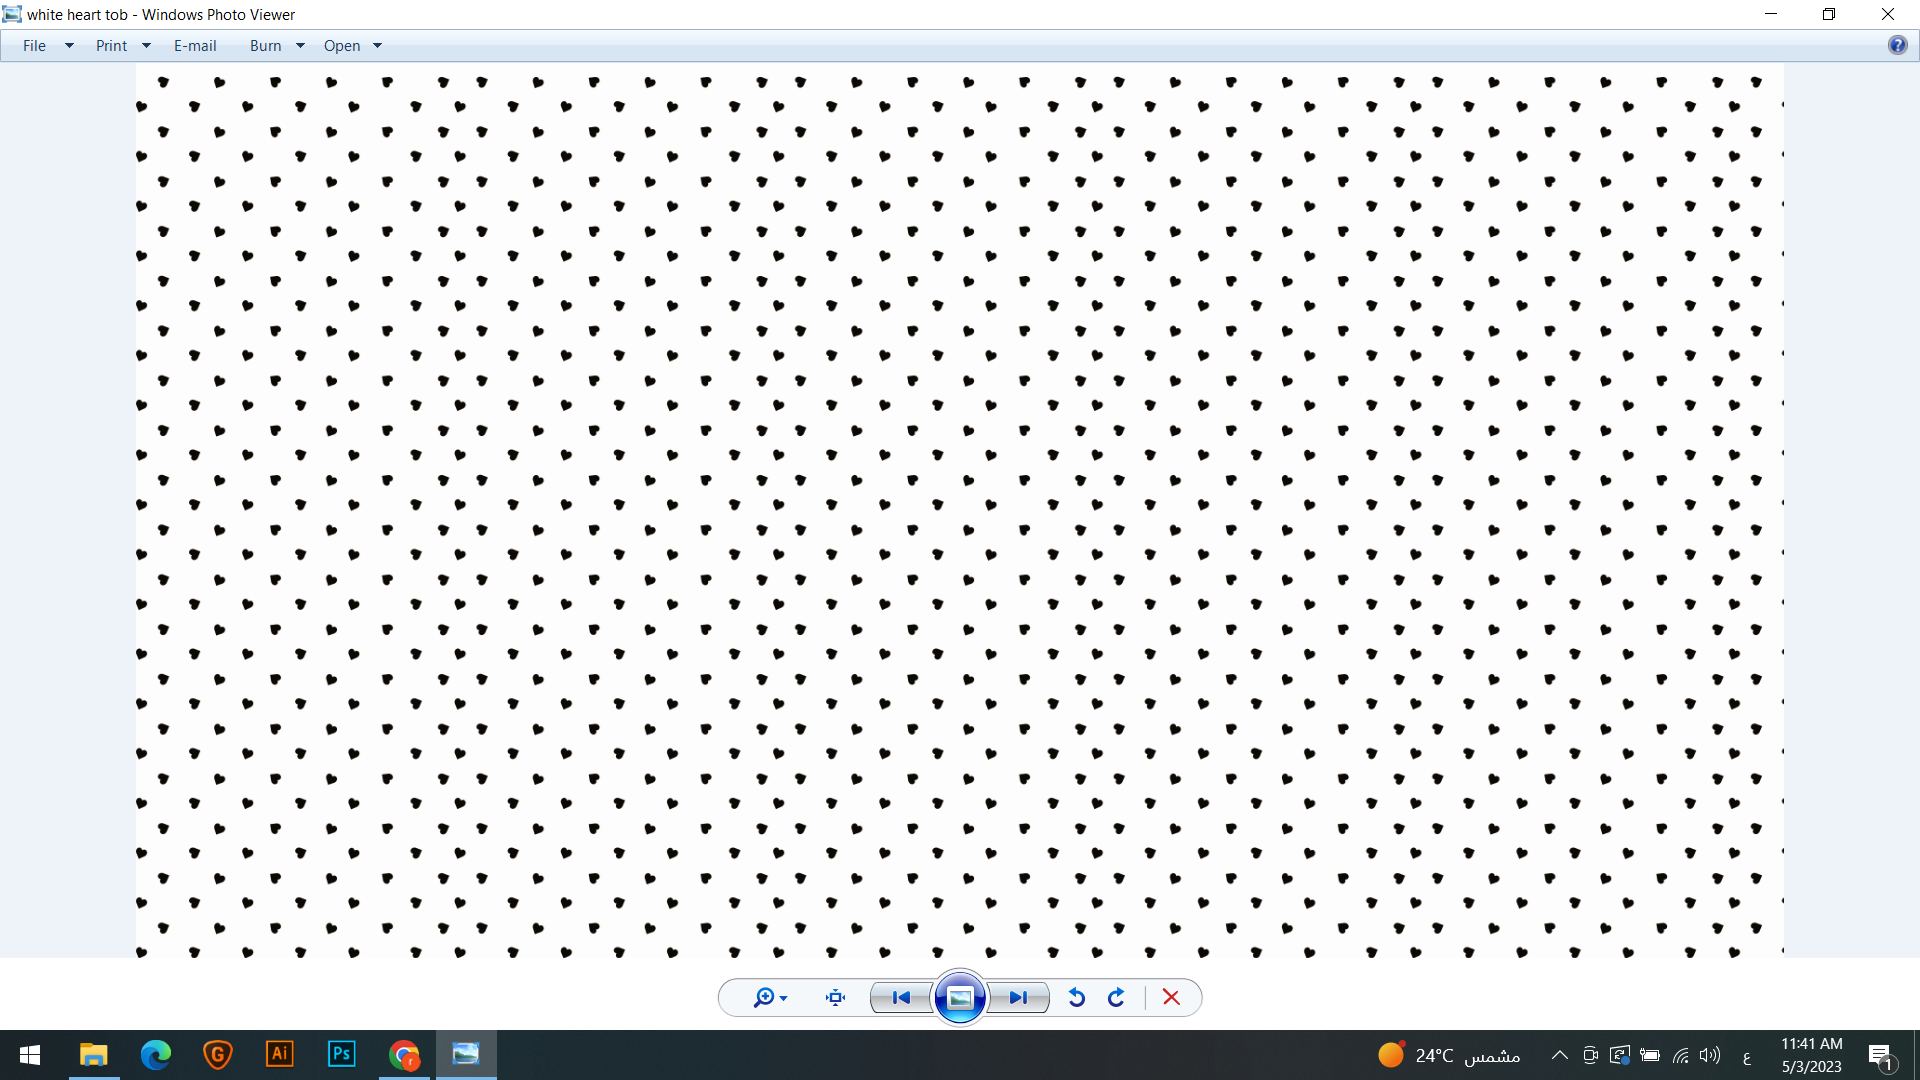 white heart tob - Windows Photo Viewer
File Print E-mail Burn Open
?
Ai Ps r
24°C مشمس
ع
11:41 AM
5/3/2023
1